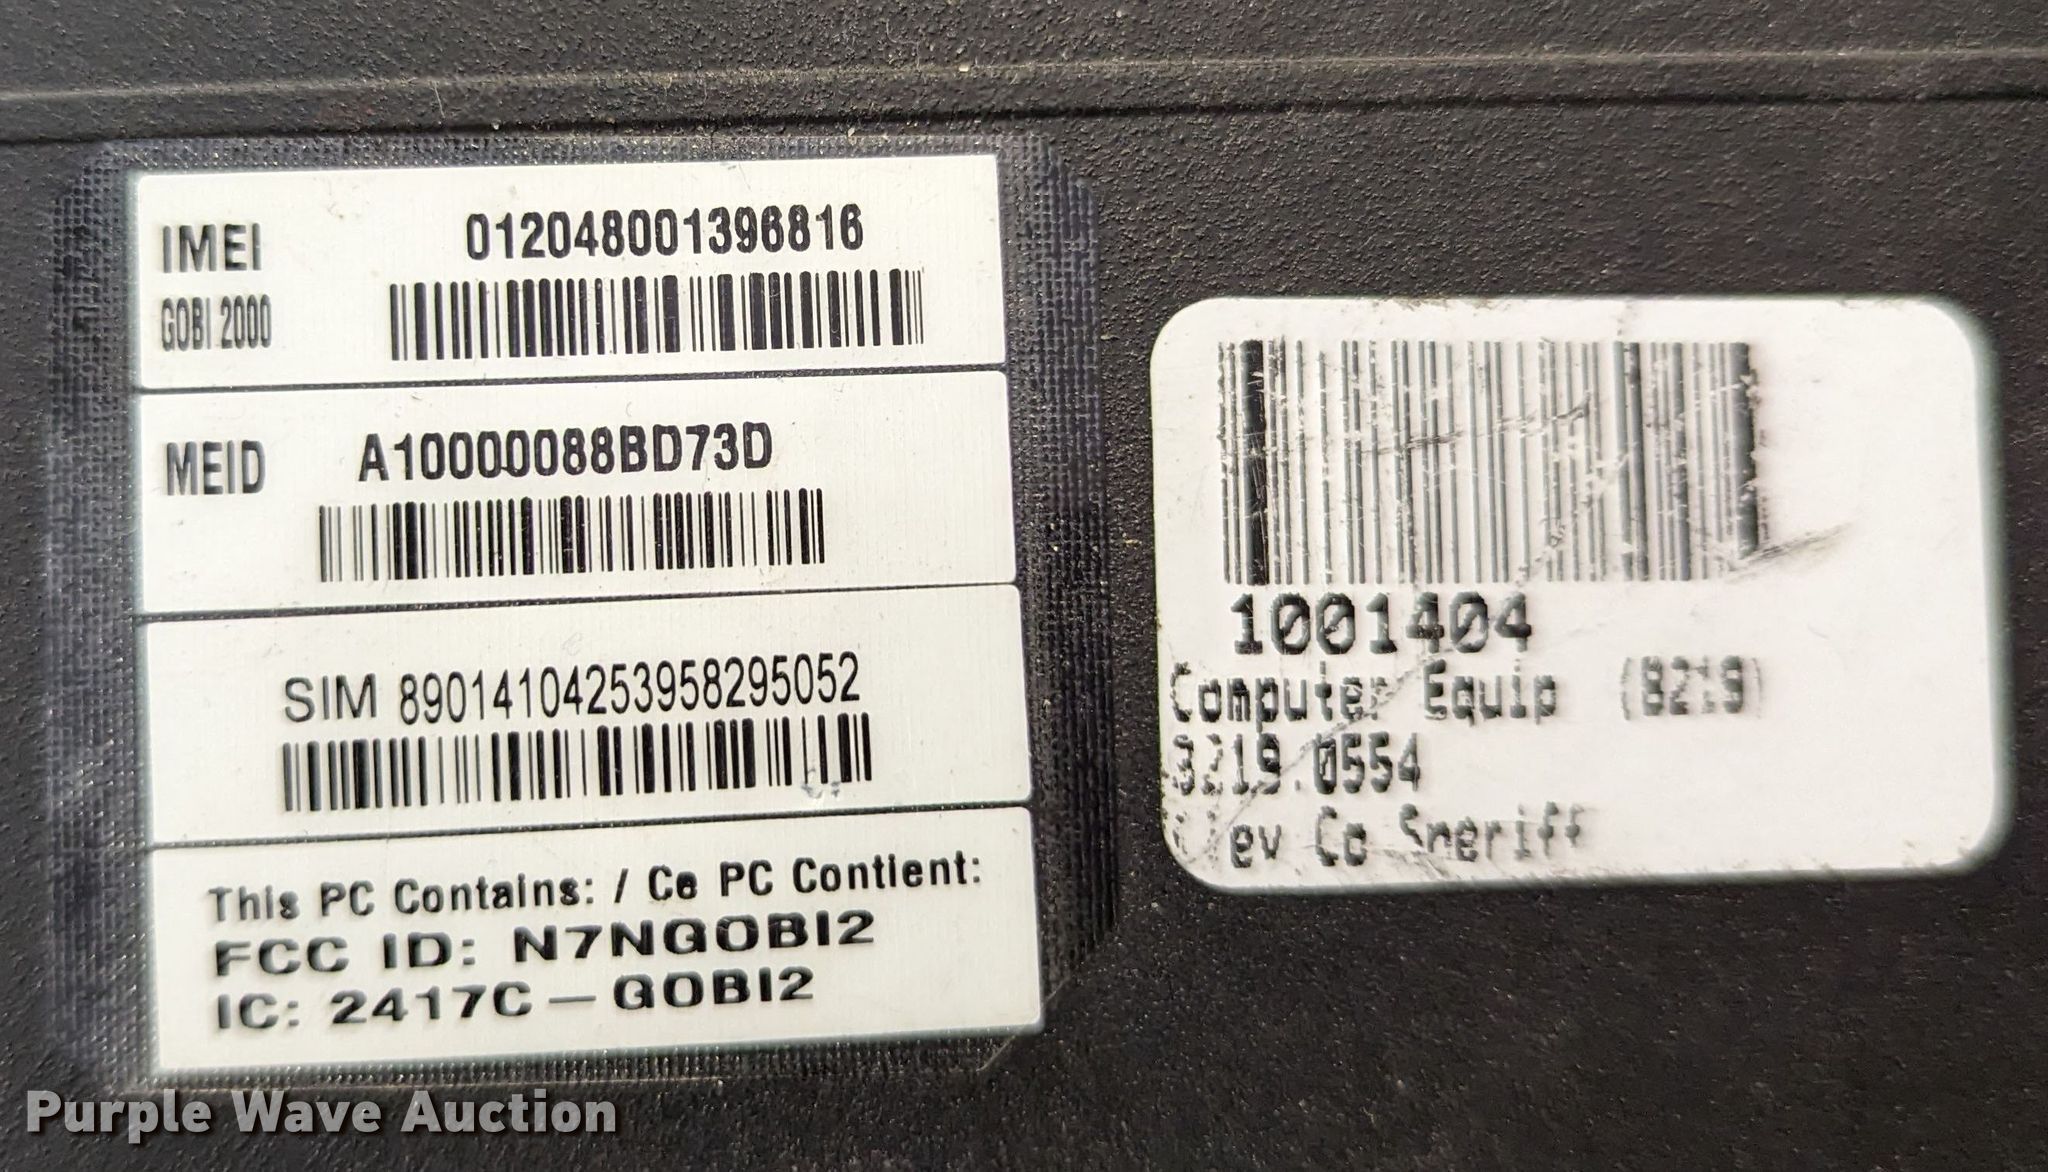 IMEI 012048001396816
GOBI 2000
MEID A10000088BD73D
SIM 89014104253958295052
This PC Contains: / Ce PC Contient:
FCC ID: N7NGOBI2
IC: 2417C-GOBI2
1001404
Computer Equip (8219)
8219.0554
Co Sheriff
Purple Wave Auction